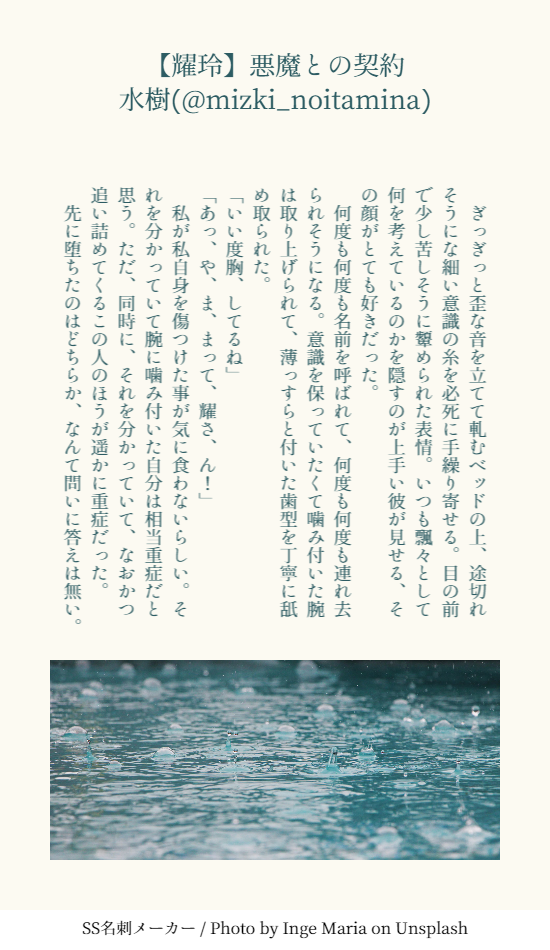 【耀玲】悪魔との契約
水樹(@mizki_noitamina)
ぎっぎっと歪な音を立てて軋むベッドの上、途切れ
そうにな細い意識の糸を必死に手繰り寄せる。目の前
で少し苦しそうに顰められた表情。いつも飄々として
何を考えているのかを隠すのが上手い彼が見せる、そ
の顔がとても好きだった。
何度も何度も名前を呼ばれて、何度も何度も連れ去
られそうになる。意識を保っていたくて噛み付いた腕
は取り上げられて、薄っすらと付いた歯型を丁寧に舐
め取られた。
「いい度胸、してるね」
「あっ、や、ま、まって、耀さ、ん！」
私が私自身を傷つけた事が気に食わないらしい。そ
れを分かっていて腕に噛み付いた自分は相当重症だと
思う。ただ、同時に、それを分かっていて、なおかつ
追い詰めてくるこの人のほうが遥かに重症だった。
先に堕ちたのはどちらか、なんて問いに答えは無い。
SS名刺メーカー / Photo by Inge Maria on Unsplash